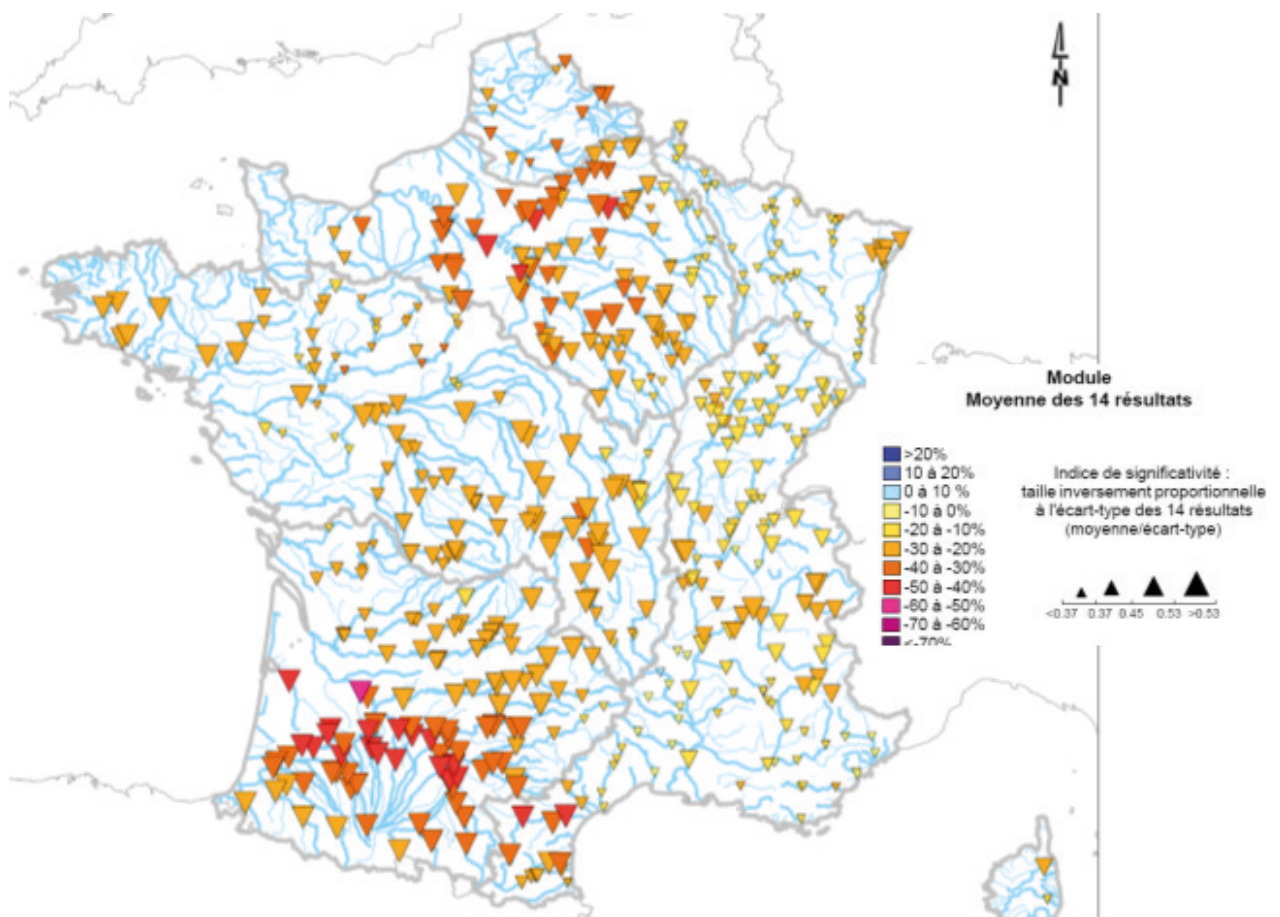 N
Module
Moyenne des 14 résultats
>20%
10 à 20%
0 à 10 %
-10 à 0%
-20 à -10%
-30 à -20%
-40 à -30%
-50 à -40%
-60 à -50%
-70 à -60%
<-70%
Indice de significativité :
taille inversement proportionnelle
à l'écart-type des 14 résultats
(moyenne/écart-type)
<0.37 0.37 0.45 0.53 >0.53